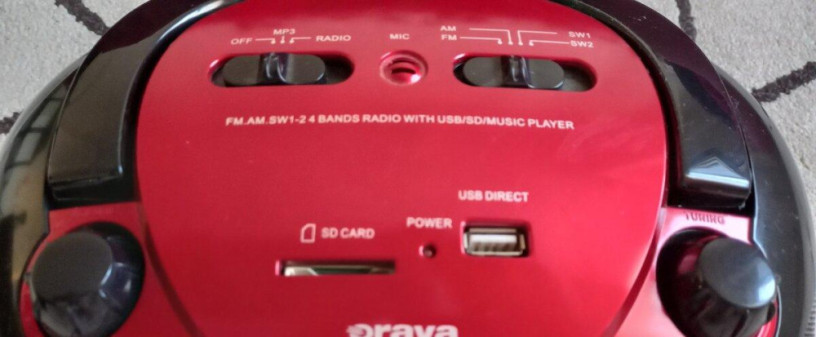 MP3
OFF RADIO
MIC
AM SW1
FM SW2
FM.AM.SW1-2 4 BANDS RADIO WITH USB/SD/MUSIC PLAYER
USB DIRECT
POWER
SD CARD
TUNING
orava